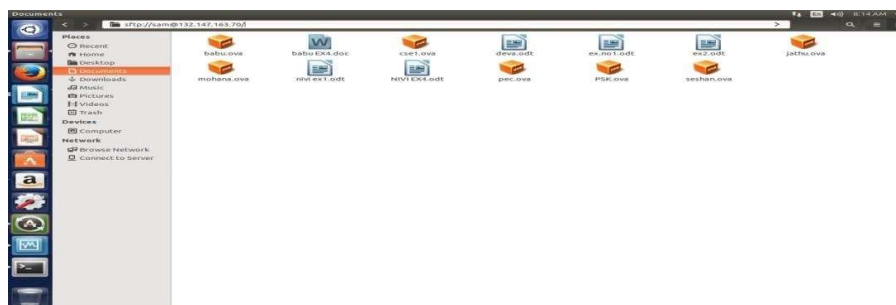 Documents
En
8:14 AM
sftp://sam@132.147.163.70/
Places
Recent
Home
Desktop
Documents
Downloads
Music
Pictures
Videos
Trash
Devices
Computer
Network
Browse Network
Connect to Server
babu.ova
babu EX4.doc
cse1.ova
deva.odt
ex.no1.odt
ex2.odt
jathu.ova
mohana.ova
nivi ex1.odt
NIVI EX4.odt
pec.ova
PSK.ova
seshan.ova